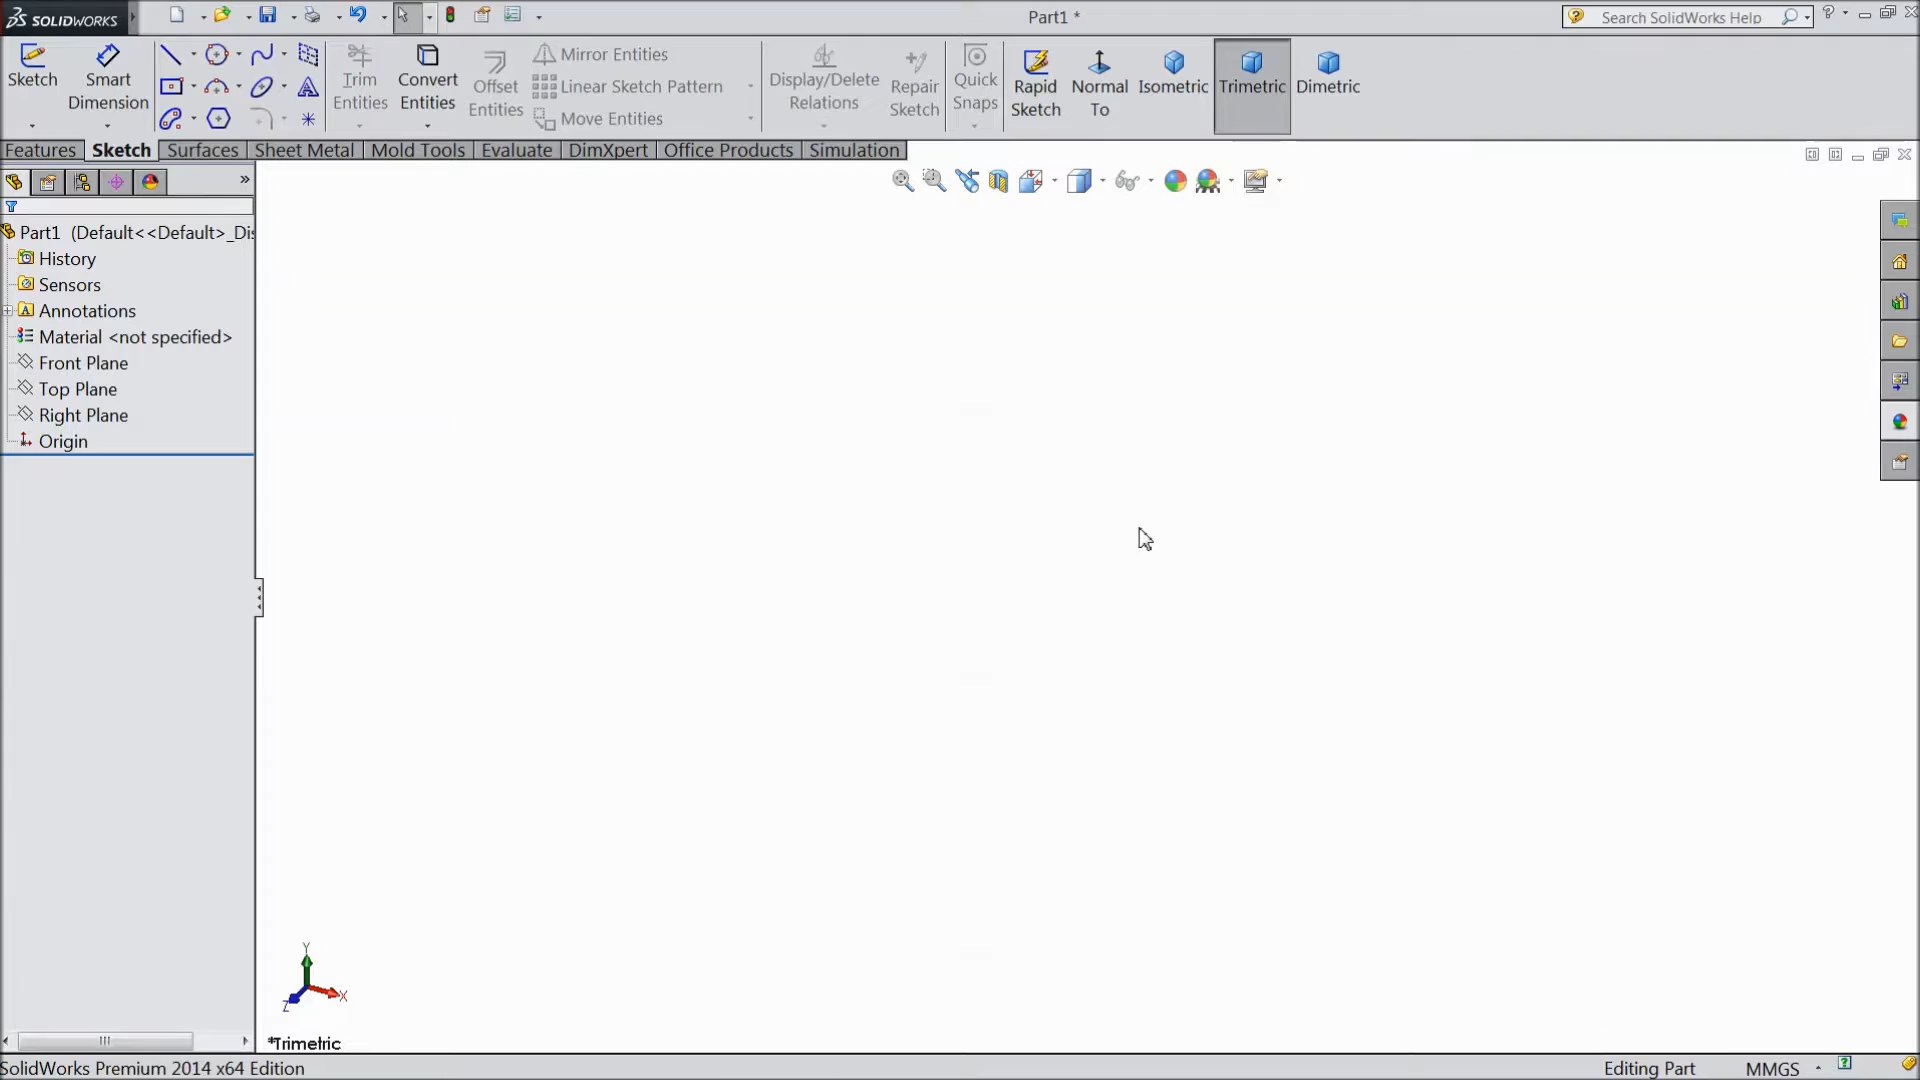 SOLIDWORKS
Part1 *
Search SolidWorks Help
Sketch
Smart Dimension
Trim Entities
Convert Entities
Offset Entities
Mirror Entities
Linear Sketch Pattern
Move Entities
Display/Delete Relations
Repair Sketch
Quick Snaps
Rapid Sketch
Normal To
Isometric
Trimetric
Dimetric
Features Sketch Surfaces Sheet Metal Mold Tools Evaluate DimXpert Office Products Simulation
Part1 (Default<<Default>_Dis
History
Sensors
Annotations
Material <not specified>
Front Plane
Top Plane
Right Plane
Origin
Y
X
Z
*Trimetric
SolidWorks Premium 2014 x64 Edition
Editing Part
MMGS